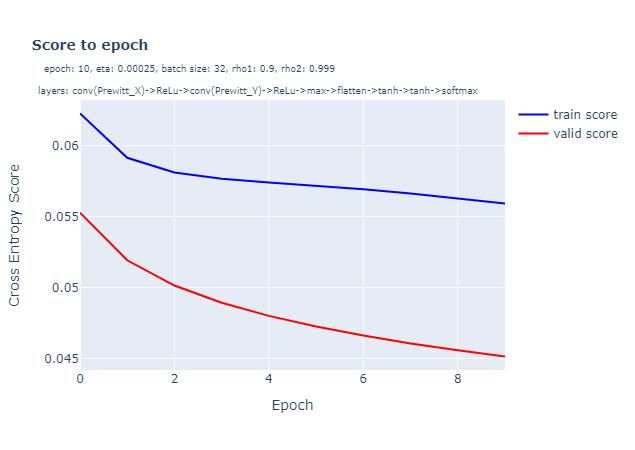 Score to epoch
epoch: 10, eta: 0.00025, batch size: 32, rho1: 0.9, rho2: 0.999
layers: conv(Prewitt_X)->ReLu->conv(Prewitt_Y)->ReLu->max->flatten->tanh->tanh->softmax
train score
valid score
Cross Entropy Score
0.06
0.055
0.05
0.045
0 2 4 6 8
Epoch